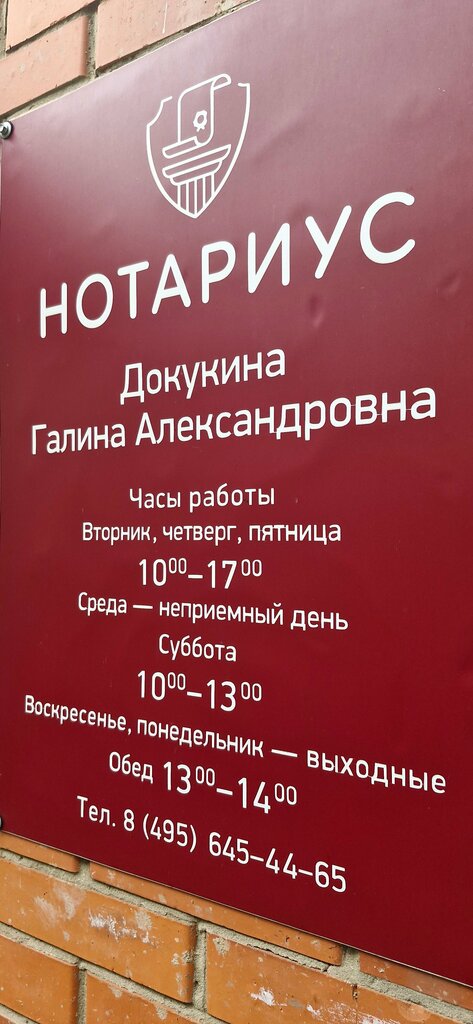 НОТАРИУС
Докукина
Галина Александровна
Часы работы
Вторник, четверг, пятница
10⁰⁰–17⁰⁰
Среда — неприемный день
Суббота
10⁰⁰–13⁰⁰
Воскресенье, понедельник — выходные
Обед 13⁰⁰–14⁰⁰
Тел. 8 (495) 645–44–65